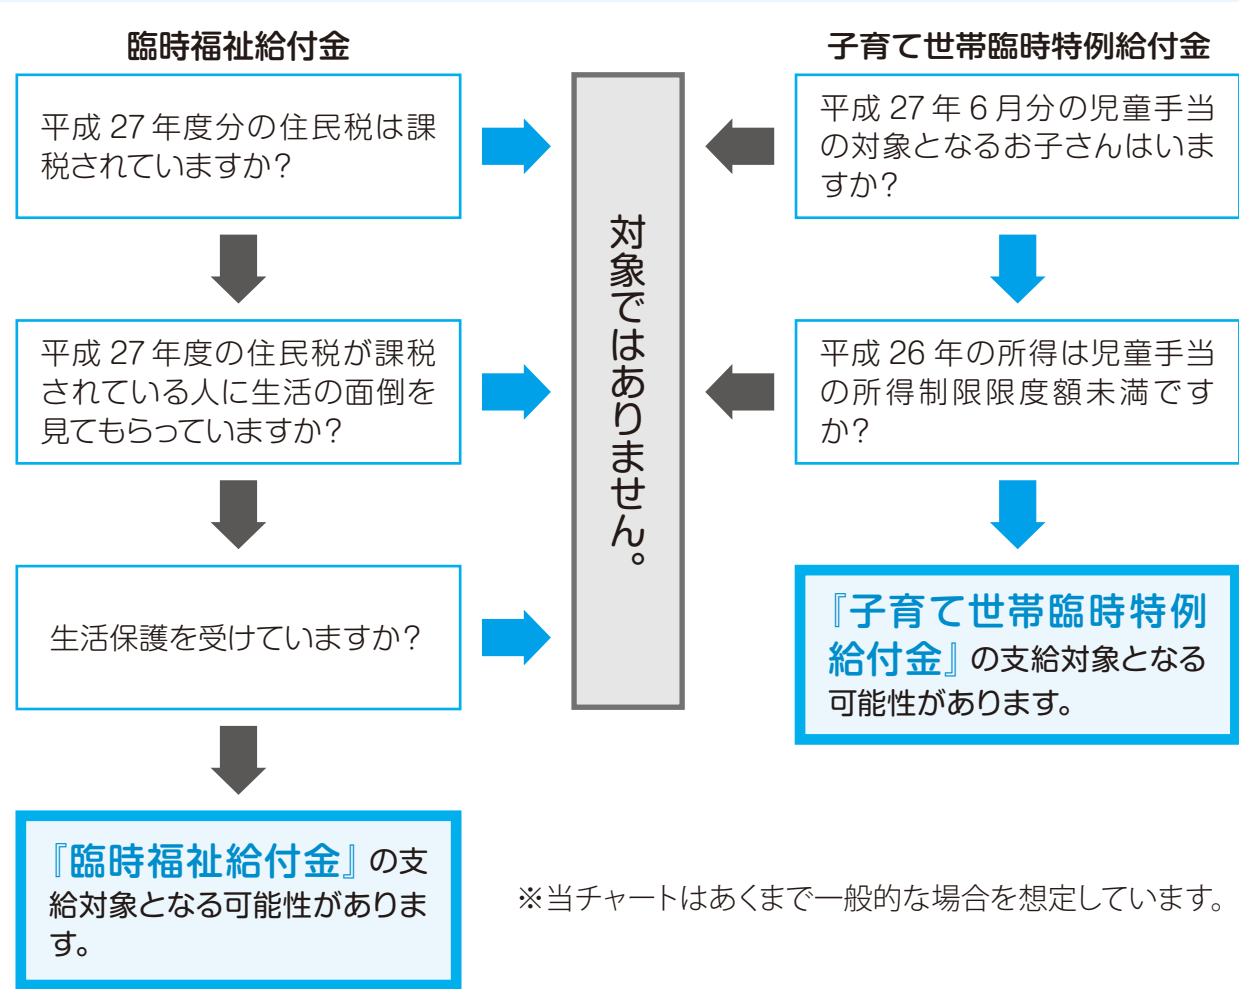 臨時福祉給付金
平成 27 年度分の住民税は課
税されていますか？
平成 27 年度の住民税が課税
されている人に生活の面倒を
見てもらっていますか？
生活保護を受けていますか？
『臨時福祉給付金』の支
給対象となる可能性がありま
す。
対象ではありません。
子育て世帯臨時特例給付金
平成 27 年 6 月分の児童手当
の対象となるお子さんはいま
すか？
平成 26 年の所得は児童手当
の所得制限限度額未満です
か？
『子育て世帯臨時特例
給付金』の支給対象となる
可能性があります。
※当チャートはあくまで一般的な場合を想定しています。